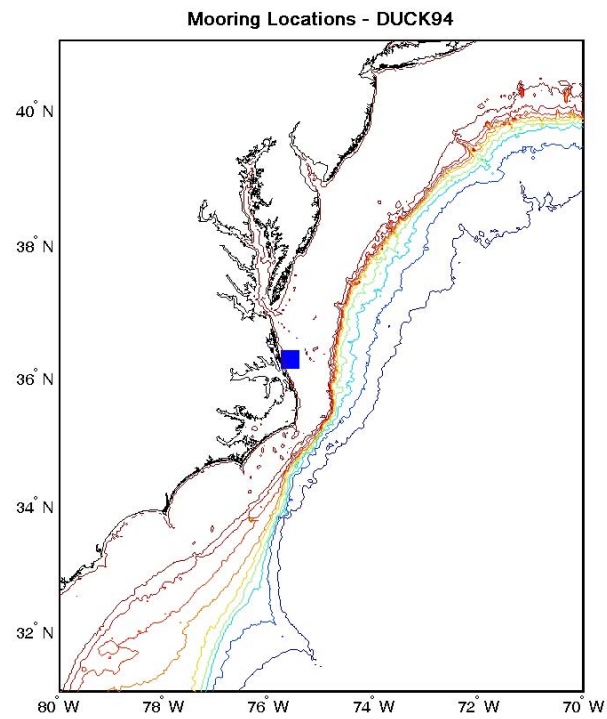 Mooring Locations - DUCK94
40° N
38° N
36° N
34° N
32° N
80° W
78° W
76° W
74° W
72° W
70° W